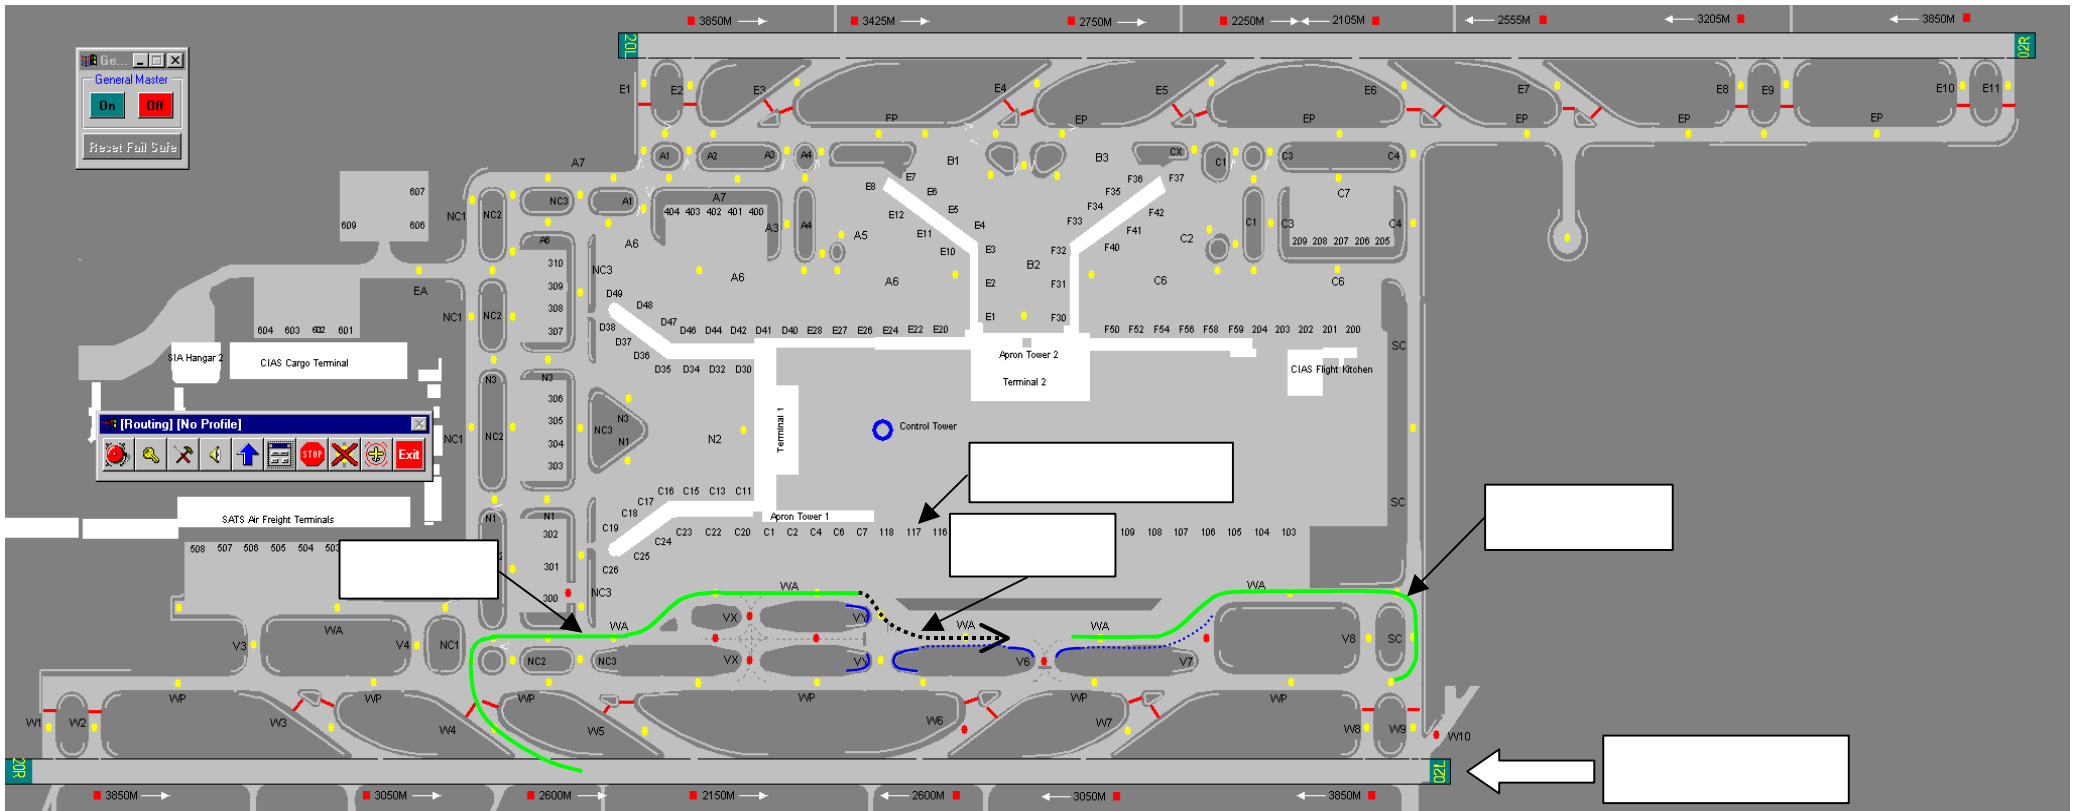 3850M
3425M
2750M
2250M
2105M
2555M
3205M
3850M
20L
02R
Ge...
General Master
On
Off
Reset Fail Safe
E1
E2
E3
E4
E5
E6
E7
E8
E9
E10
E11
EP
EP
EP
EP
EP
A7
A1
A2
A3
A4
B1
B3
CX
C1
C3
C4
607
609
606
NC1
NC2
NC3
A1
A7
404 403 402 401 400
A3
A4
A5
A6
A6
E8
E7
E6
E5
E4
E12
E11
E10
E3
E2
E1
F37
F36
F35
F34
F33
F32
F31
F30
F42
F41
F40
B2
C2
C1
C3
C7
C4
209 208 207 206 205
C6
C6
A6
A6
EA
NC1
NC2
310
309
308
307
NC3
D49
D48
D47
D46 D44 D42 D41 D40 E28 E27 E26 E24 E22 E20
F50 F52 F54 F56 F58 F59 204 203 202 201 200
D38
D37
D36
D35 D34 D32 D30
604 603 602 601
SIA Hangar 2
CIAS Cargo Terminal
Apron Tower 2
Terminal 2
CIAS Flight Kitchen
SC
N3
N3
306
305
304
303
NC3
N3
N1
N2
Terminal 1
Control Tower
[Routing] [No Profile]
STOP
Exit
NC1
NC2
SATS Air Freight Terminals
508 507 506 505 504
N1
N1
302
301
300
C16 C15 C13 C11
C17
C18
C19
Apron Tower 1
C23 C22 C20 C1 C2 C4 C6 C7 118 117 116
109 108 107 106 105 104 103
C24
C25
C26
NC3
SC
WA
WA
WA
WA
WA
WA
VX
VY
V3
V4
NC1
NC2
NC3
VX
VY
V6
V7
V8
SC
WP
WP
WP
WP
WP
WP
W1
W2
W3
W4
W5
W6
W7
W8
W9
W10
20R
02L
3850M
3050M
2600M
2150M
2600M
3050M
3850M